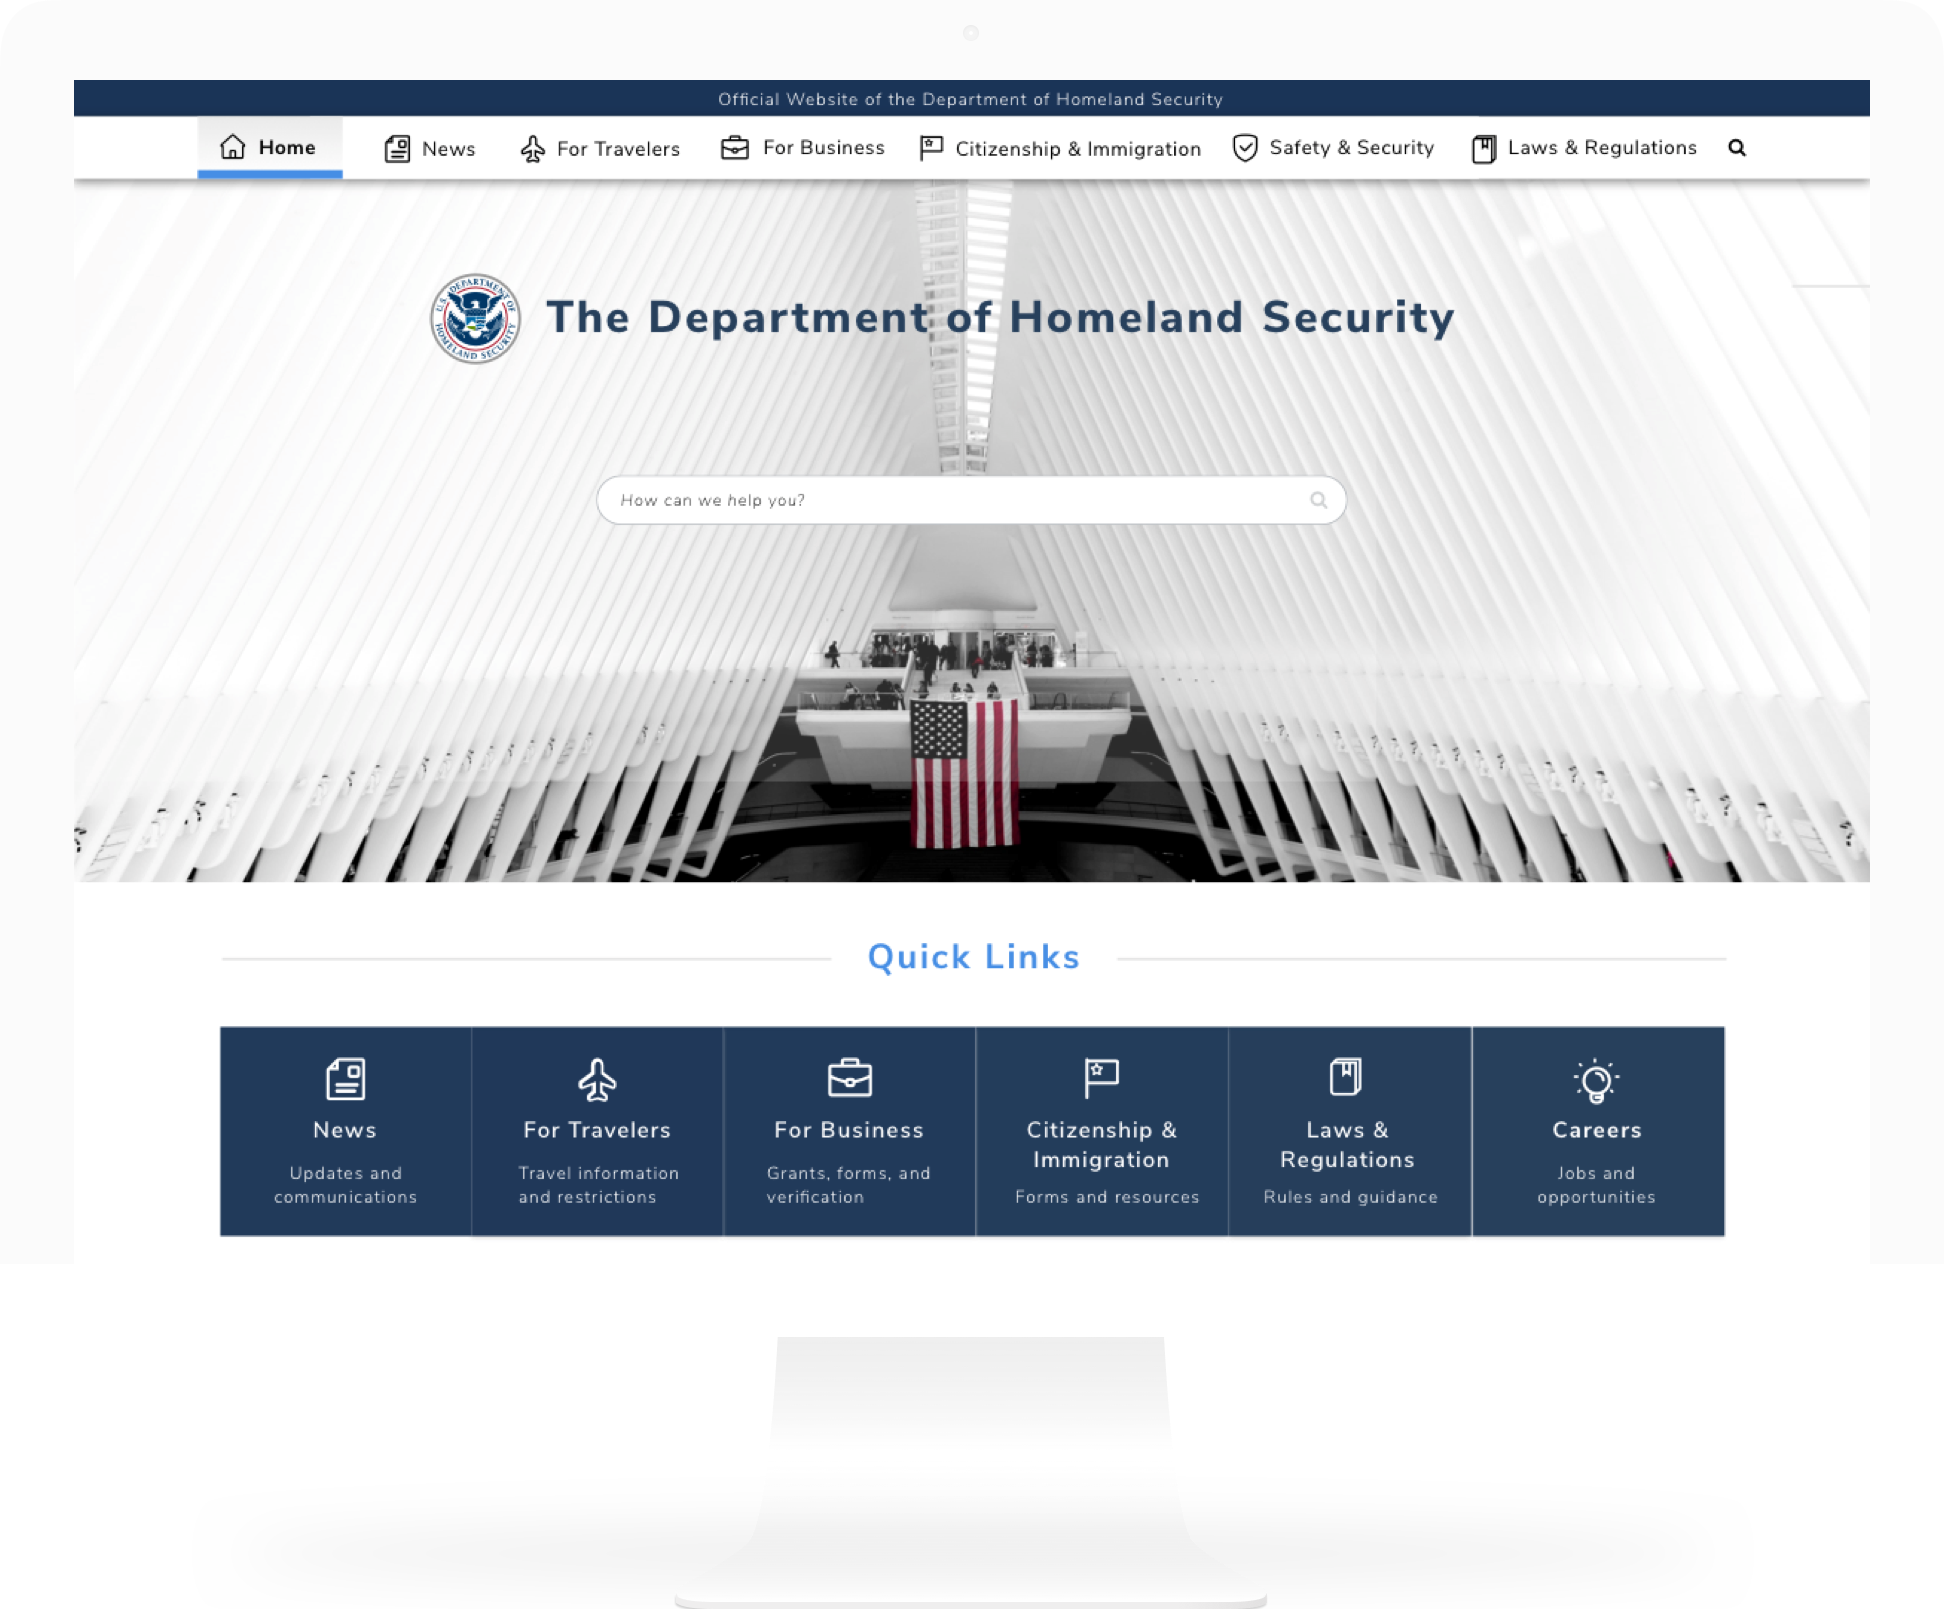 Official Website of the Department of Homeland Security
Home News For Travelers For Business Citizenship & Immigration Safety & Security Laws & Regulations
U.S. DEPARTMENT OF HOMELAND SECURITY
The Department of Homeland Security
How can we help you?
Quick Links
News
Updates and
communications
For Travelers
Travel information
and restrictions
For Business
Grants, forms, and
verification
Citizenship &
Immigration
Forms and resources
Laws &
Regulations
Rules and guidance
Careers
Jobs and
opportunities